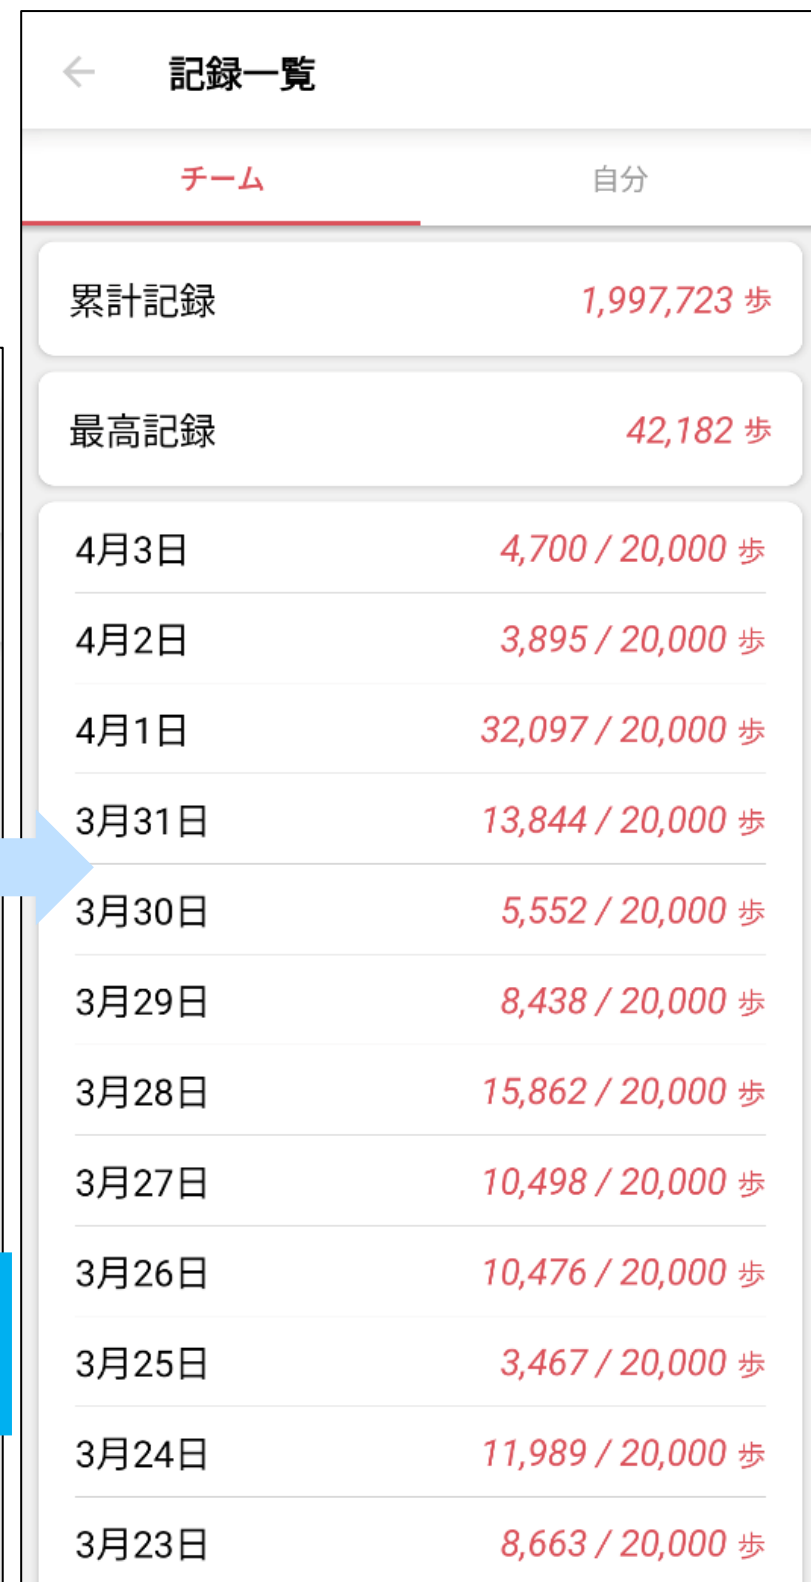 記録一覧
チーム 自分
累計記録 1,997,723 歩
最高記録 42,182 歩
4月3日 4,700 / 20,000 歩
4月2日 3,895 / 20,000 歩
4月1日 32,097 / 20,000 歩
3月31日 13,844 / 20,000 歩
3月30日 5,552 / 20,000 歩
3月29日 8,438 / 20,000 歩
3月28日 15,862 / 20,000 歩
3月27日 10,498 / 20,000 歩
3月26日 10,476 / 20,000 歩
3月25日 3,467 / 20,000 歩
3月24日 11,989 / 20,000 歩
3月23日 8,663 / 20,000 歩